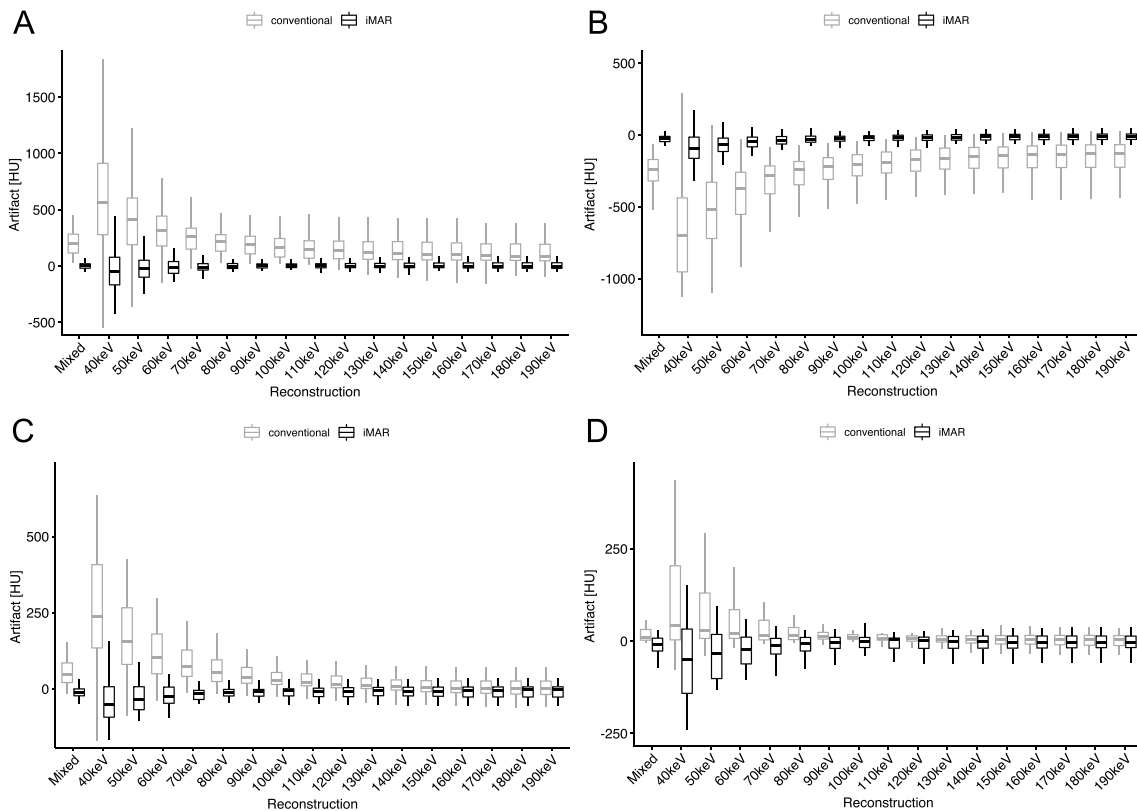 A
conventional iMAR
Artifact [HU]
1500
1000
500
0
-500
Mixed 40keV 50keV 60keV 70keV 80keV 90keV 100keV 110keV 120keV 130keV 140keV 150keV 160keV 170keV 180keV 190keV
Reconstruction
B
conventional iMAR
Artifact [HU]
500
0
-500
-1000
Mixed 40keV 50keV 60keV 70keV 80keV 90keV 100keV 110keV 120keV 130keV 140keV 150keV 160keV 170keV 180keV 190keV
Reconstruction
C
conventional iMAR
Artifact [HU]
500
250
0
Mixed 40keV 50keV 60keV 70keV 80keV 90keV 100keV 110keV 120keV 130keV 140keV 150keV 160keV 170keV 180keV 190keV
Reconstruction
D
conventional iMAR
Artifact [HU]
250
0
-250
Mixed 40keV 50keV 60keV 70keV 80keV 90keV 100keV 110keV 120keV 130keV 140keV 150keV 160keV 170keV 180keV 190keV
Reconstruction